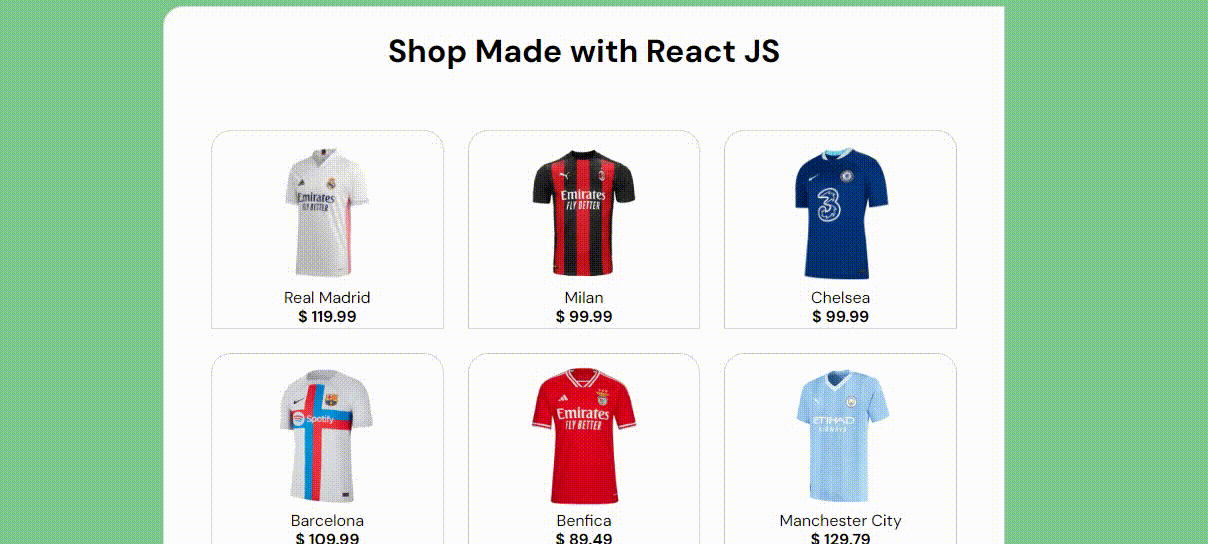 Shop Made with React JS
Emirates
FLY BETTER
Emirates
FLY BETTER
3
Real Madrid
Milan
Chelsea
$ 119.99
$ 99.99
$ 99.99
Spotify
Emirates
FLY BETTER
ETIHAD
AIRWAYS
Barcelona
Benfica
Manchester City
$ 109.99
$ 89.49
$ 129.79